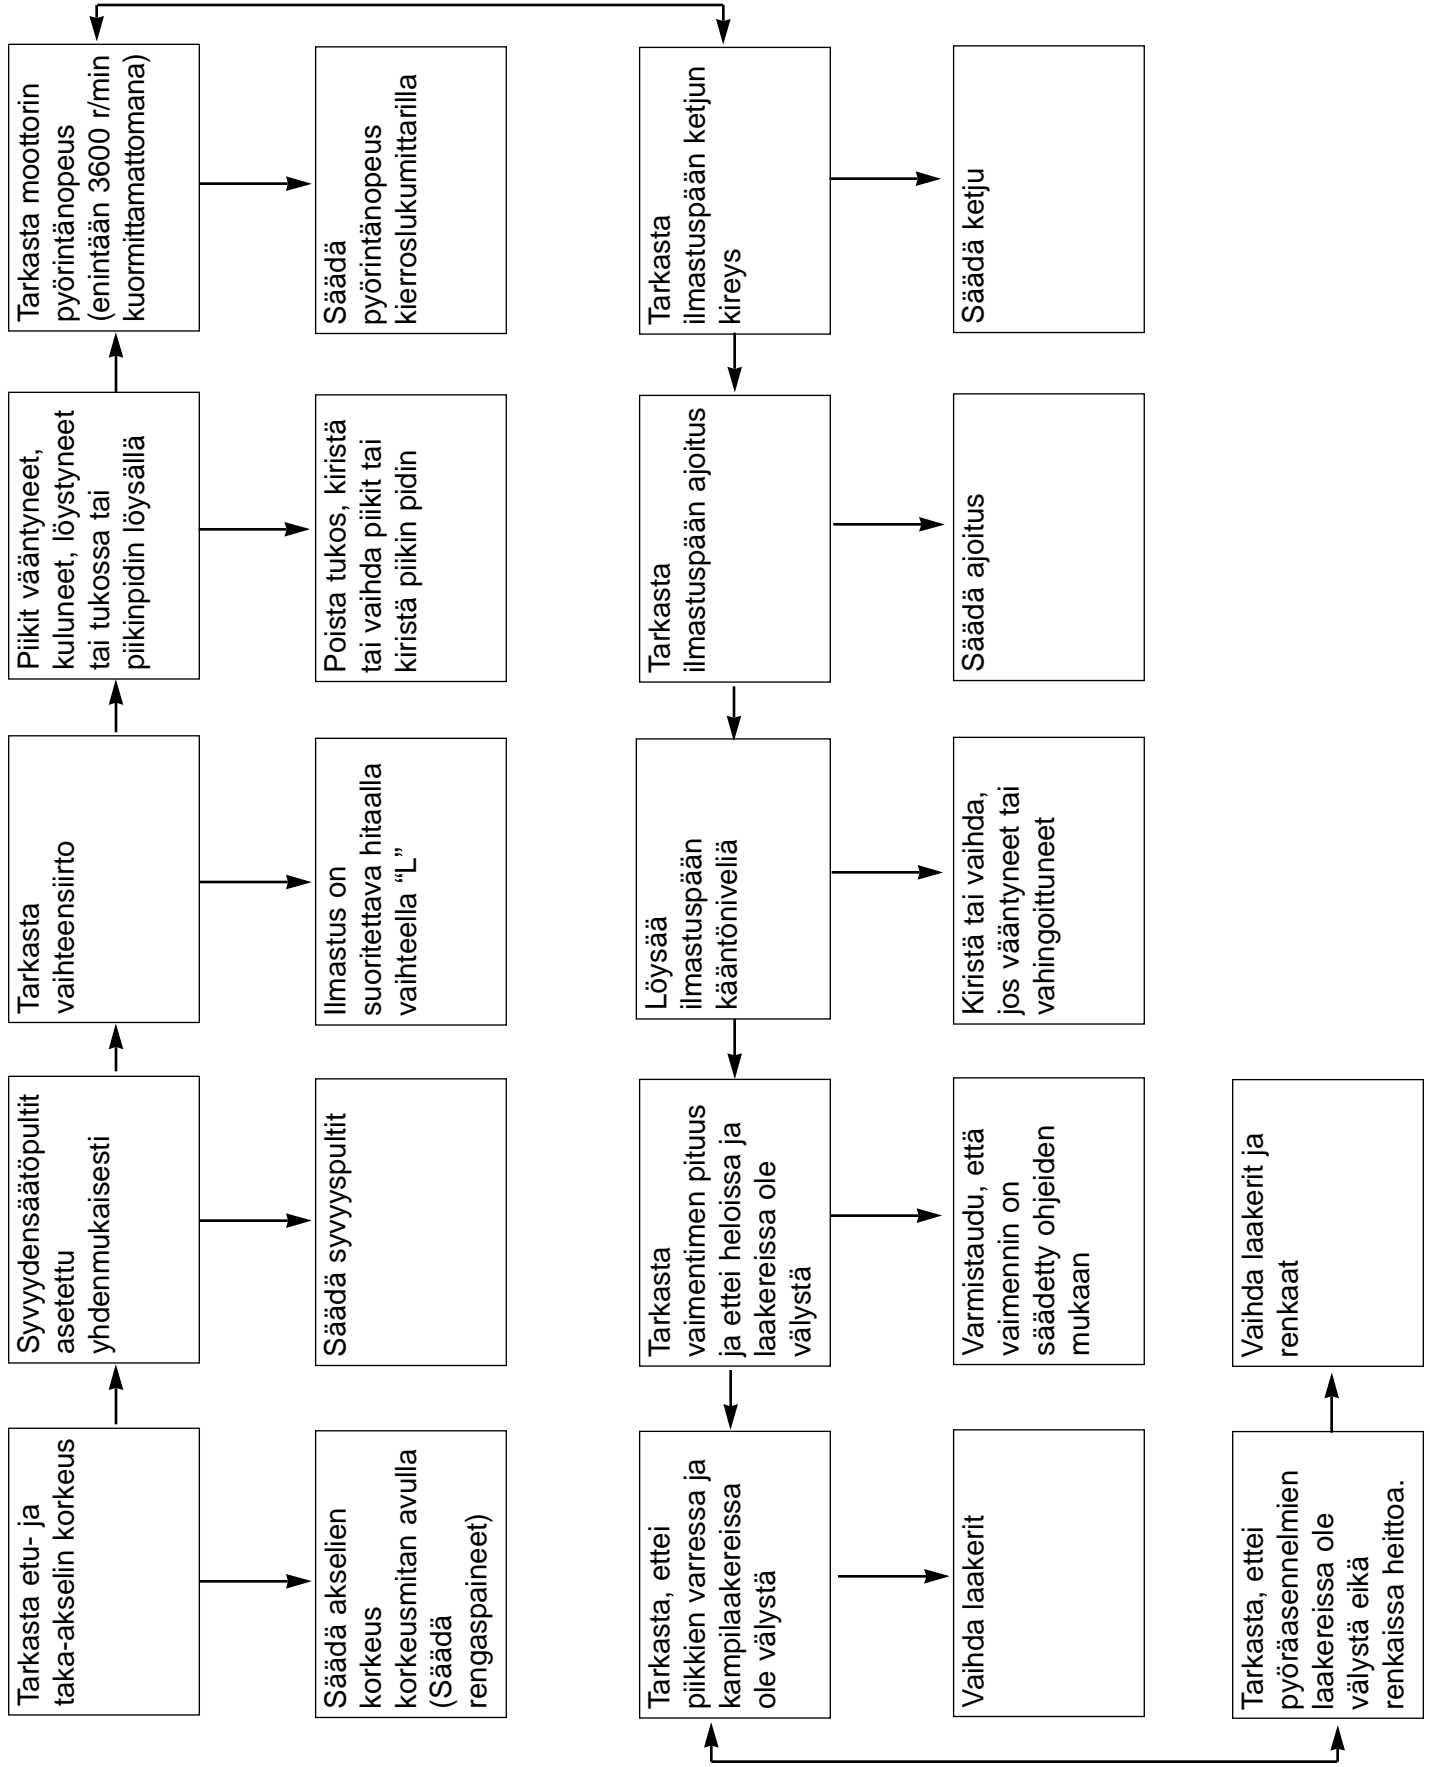 Tarkasta etu- ja
taka-akselin korkeus
Syvyydensäätöpultit
asetettu
yhdenmukaisesti
Tarkasta
vaihteensiirto
Piikit vääntyneet,
kuluneet, löystyneet
tai tukossa tai
piikinpidin löysällä
Tarkasta moottorin
pyörintänopeus
(enintään 3600 r/min
kuormittamattomana)
Säädä akselien
korkeus
korkeusmitan avulla
(Säädä
rengaspaineet)
Säädä syvyyspultit
Ilmastus on
suoritettava hitaalla
vaihteella “L”
Poista tukos, kiristä
tai vaihda piikit tai
kiristä piikin pidin
Säädä
pyörintänopeus
kierroslukumittarilla
Tarkasta, ettei
piikkien varressa ja
kampilaakereissa
ole välystä
Tarkasta
vaimentimen pituus
ja ettei heloissa ja
laakereissa ole
välystä
Löysää
ilmastuspään
kääntöniveliä
Tarkasta
ilmastuspään ajoitus
Tarkasta
ilmastuspään ketjun
kireys
Vaihda laakerit
Varmistaudu, että
vaimennin on
säädetty ohjeiden
mukaan
Kiristä tai vaihda,
jos vääntyneet tai
vahingoittuneet
Säädä ajoitus
Säädä ketju
Tarkasta, ettei
pyöräasennelmien
laakereissa ole
välystä eikä
renkaissa heittoa.
Vaihda laakerit ja
renkaat